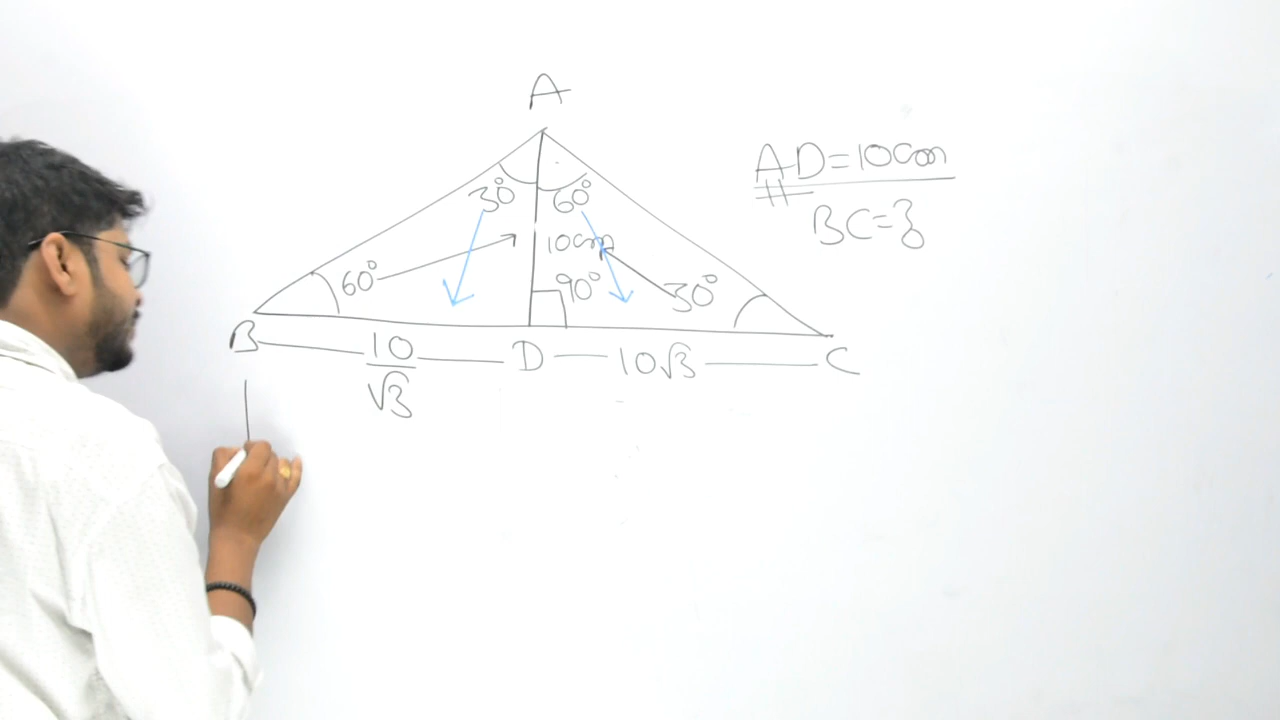 A
AD=10cm
BC=?
30° 60°
10cm
60° 90° 30°
B 10/√3 D 10√3 C